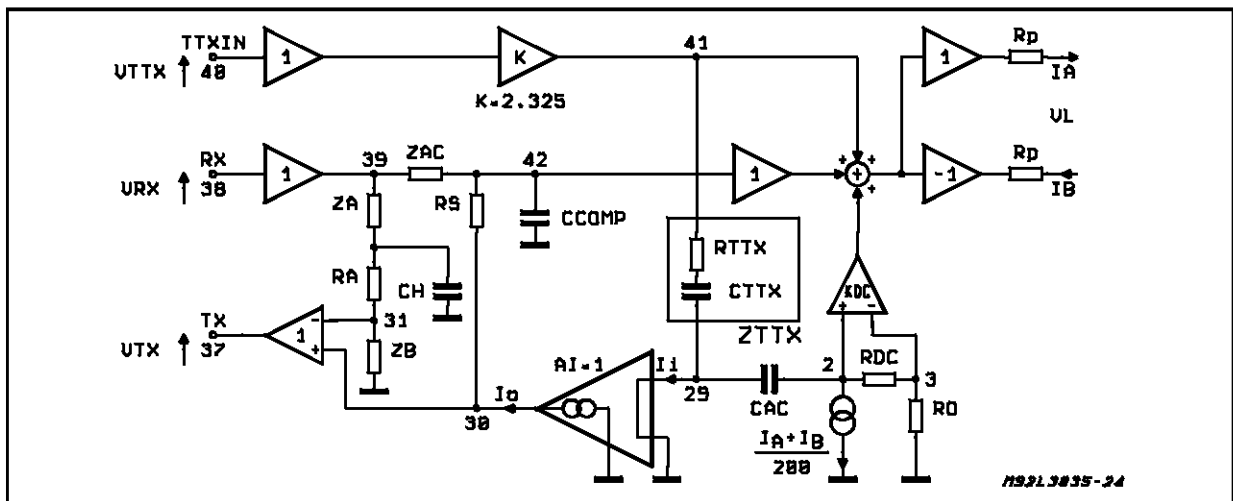 TTXIN
40
VTTX
1
K
K=2.325
41
1
Rp
IA
VL
RX
38
VRX
1
39
ZAC
42
1
+
+
+
+
-1
Rp
IB
ZA
RS
CCOMP
RTTX
CTTX
ZTTX
RA
CH
31
KDC
+
-
TX
37
VTX
1
-
+
ZB
AI=1
Ii
29
CAC
2
RDC
3
RO
Io
30
IA+IB
200
M92L3035-24